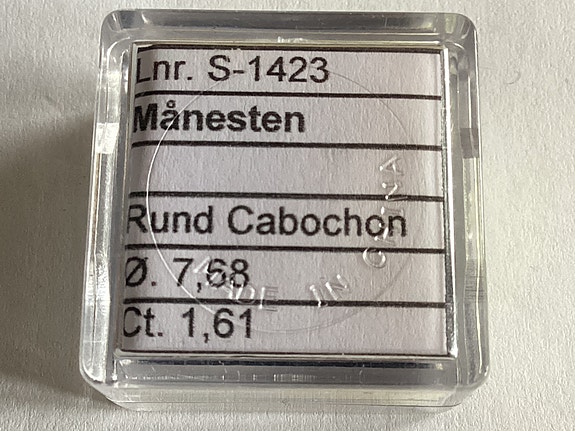 Lnr. S-1423
Månesten
Rund Cabochon
Ø. 7,68
Ct. 1,61
MADE IN CHINA